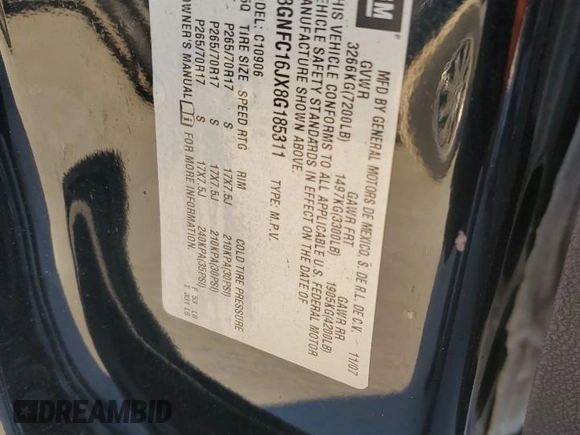 GM
MFD BY GENERAL MOTORS DE MEXICO, S. DE R.L. DE C.V. 11/07
GVWR GAWR FRT GAWR RR
3266KG(7200LB) 1497KG(3300LB) 1905KG(4200LB)
THIS VEHICLE CONFORMS TO ALL APPLICABLE U.S. FEDERAL MOTOR
VEHICLE SAFETY STANDARDS IN EFFECT ON THE DATE OF
MANUFACTURE SHOWN ABOVE.
3GNFC16JX8G185311 TYPE: M.P.V.
MODEL: C10906
TIRE SIZE SPEED RTG RIM COLD TIRE PRESSURE
P265/70R17 S 17X7.5J 210KPA(30PSI)
P265/70R17 S 17X7.5J 210KPA(30PSI)
P265/70R17 S 17X7.5J 240KPA(35PSI)
OWNER'S MANUAL FOR MORE INFORMATION.
DREAMBID